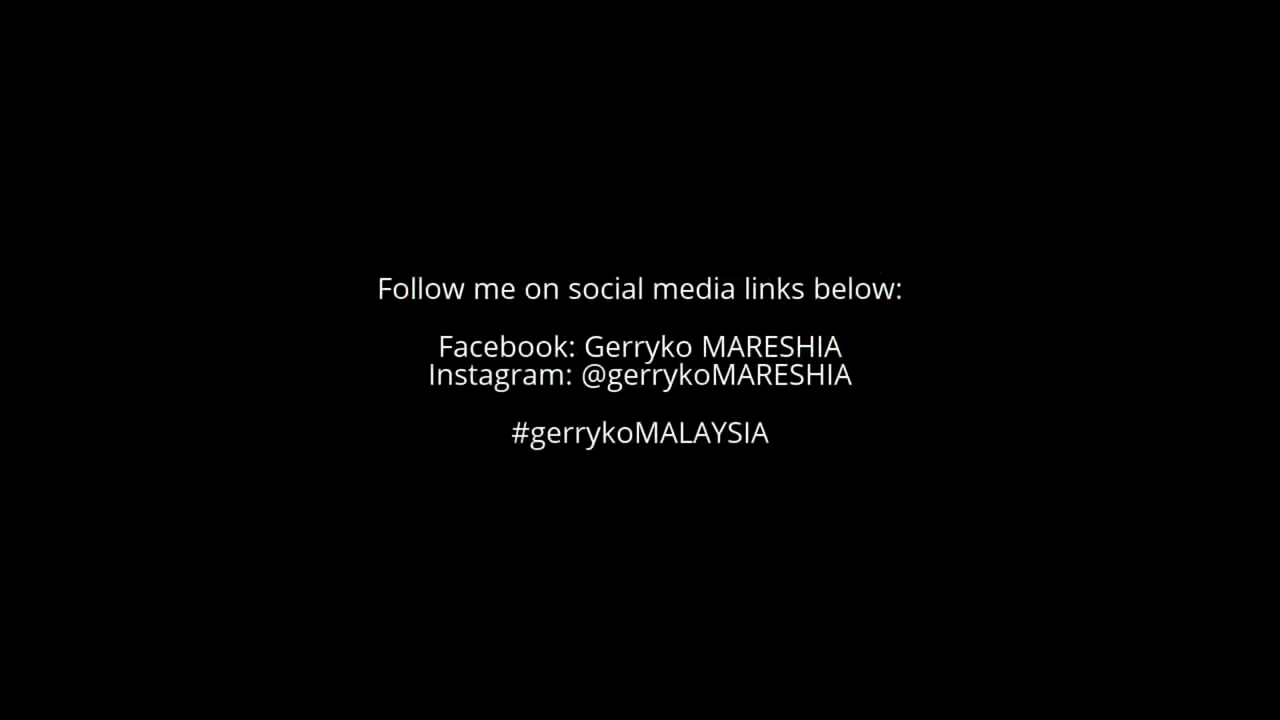 Follow me on social media links below:
Facebook: Gerryko MARESHIA
Instagram: @gerrykoMARESHIA
#gerrykoMALAYSIA